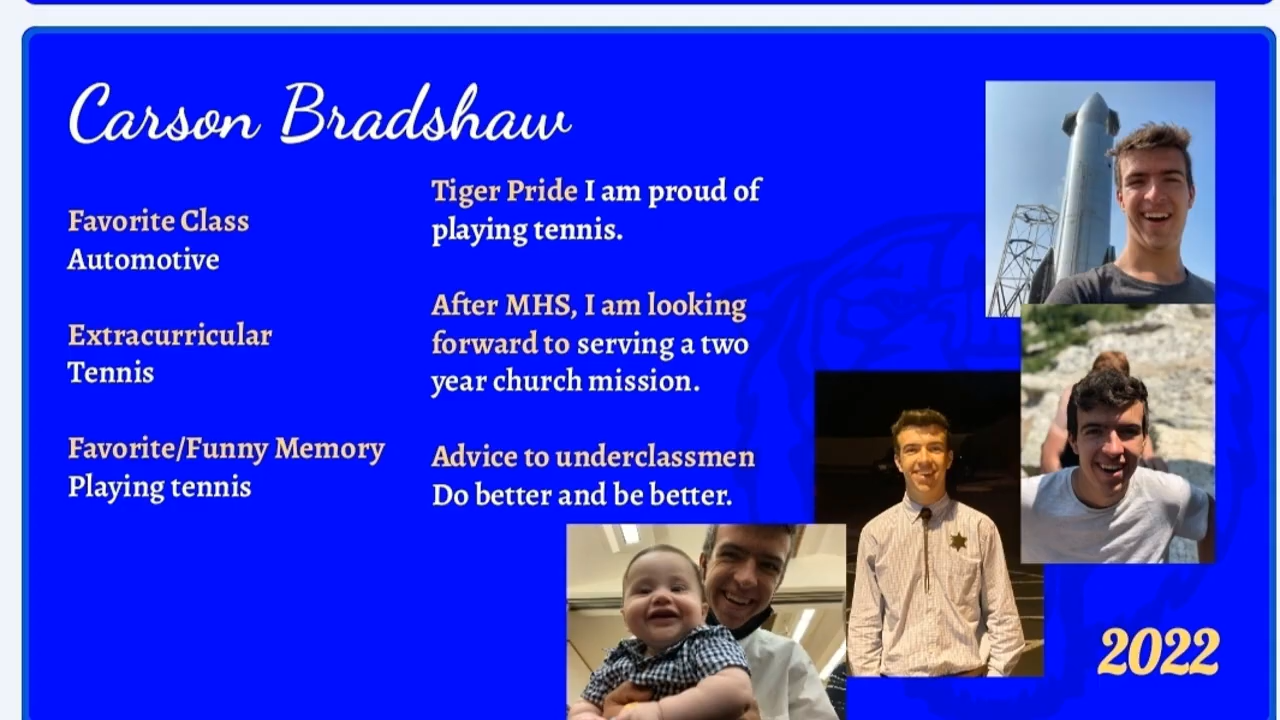 Carson Bradshaw
Favorite Class
Automotive
Extracurricular
Tennis
Favorite/Funny Memory
Playing tennis
Tiger Pride I am proud of
playing tennis.
After MHS, I am looking
forward to serving a two
year church mission.
Advice to underclassmen
Do better and be better.
2022